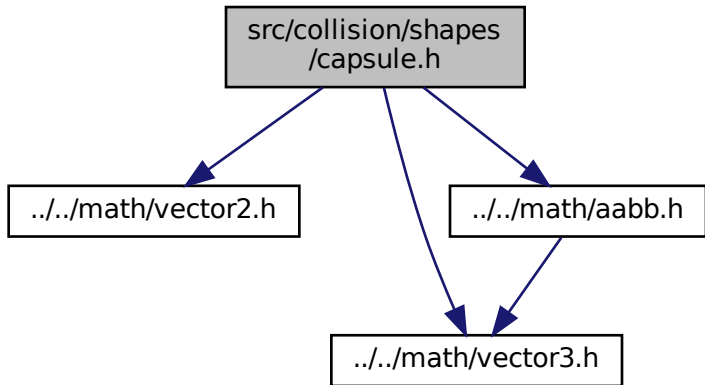 src/collision/shapes
/capsule.h
../../math/vector2.h
../../math/aabb.h
../../math/vector3.h